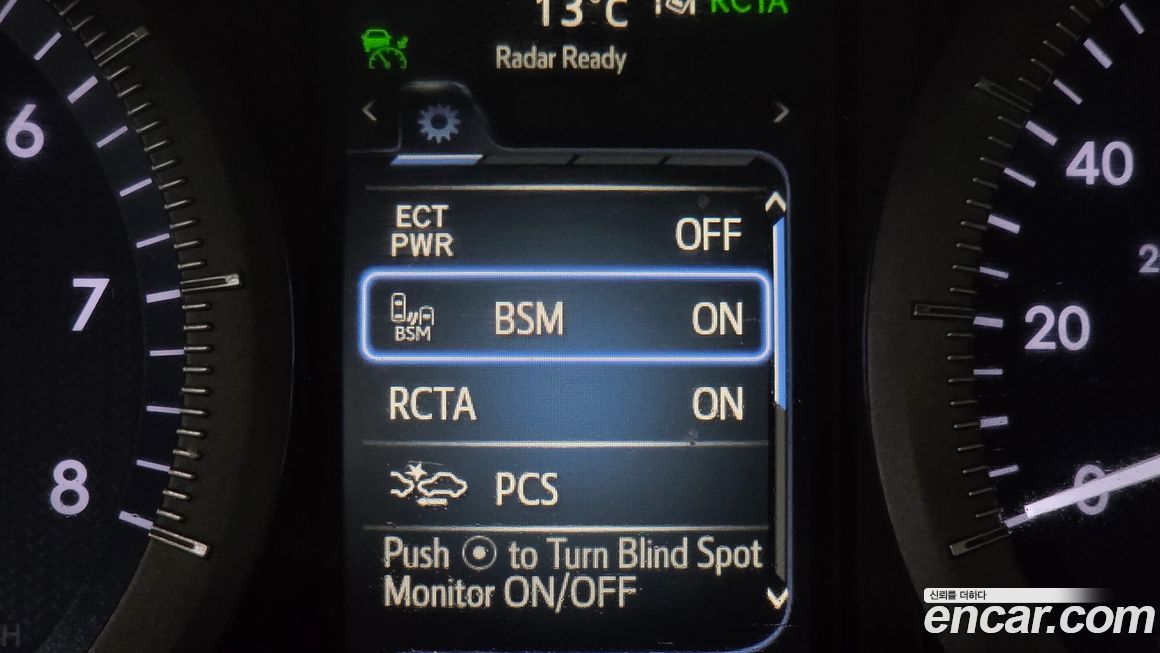 13°C
RCTA
Radar Ready
ECT
PWR
OFF
BSM
BSM
ON
RCTA
ON
PCS
Push to Turn Blind Spot
Monitor ON/OFF
6
7
8
H
40
20
0
2
신뢰를 더하다
encar.com